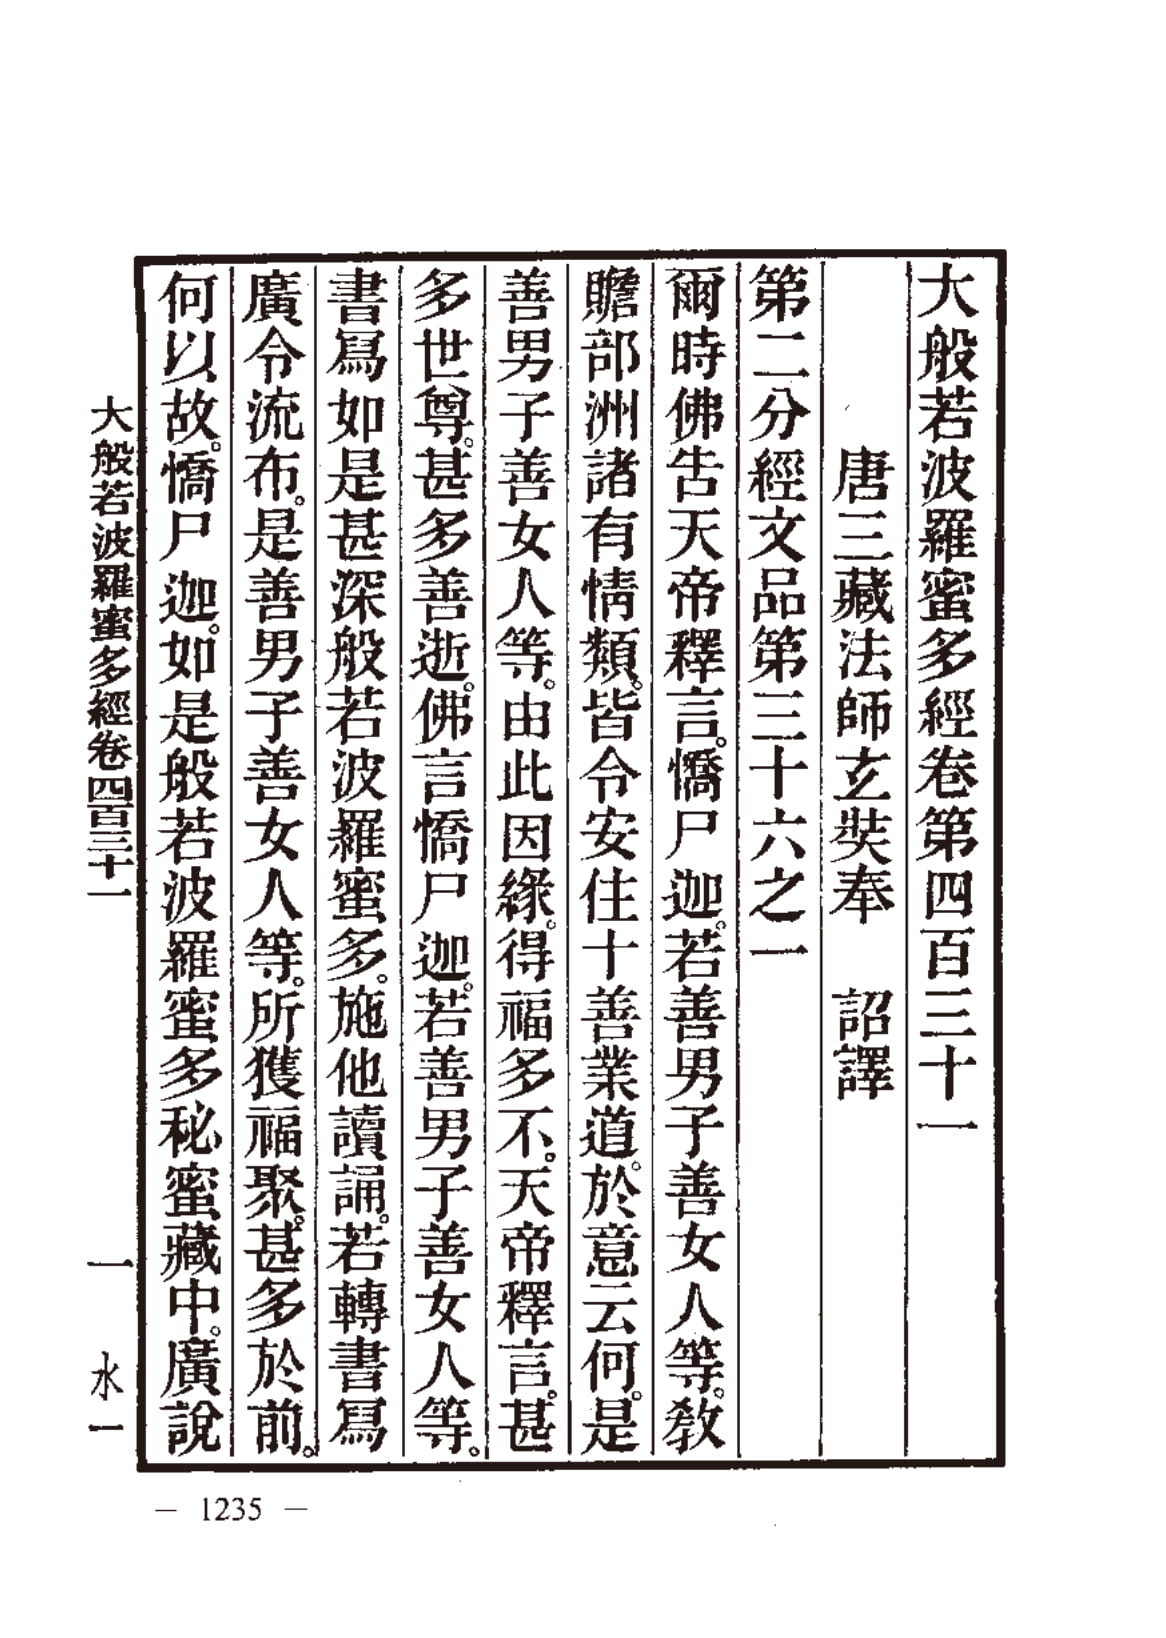 大般若波羅蜜多經卷第四百三十一
唐三藏法師玄奘奉　詔譯
第二分經文品第三十六之一
爾時佛告天帝釋言。憍尸迦。若善男子善女人等。教
贍部洲諸有情類。皆令安住十善業道。於意云何。是
善男子善女人等。由此因緣。得福多不。天帝釋言。甚
多世尊。甚多善逝。佛言憍尸迦。若善男子善女人等。
書寫如是甚深般若波羅蜜多。施他讀誦。若轉書寫
廣令流布。是善男子善女人等。所獲福聚。甚多於前。
何以故。憍尸迦。如是般若波羅蜜多秘蜜藏中。廣說
大般若波羅蜜多經卷四百三十一　一　水一
— 1235 —